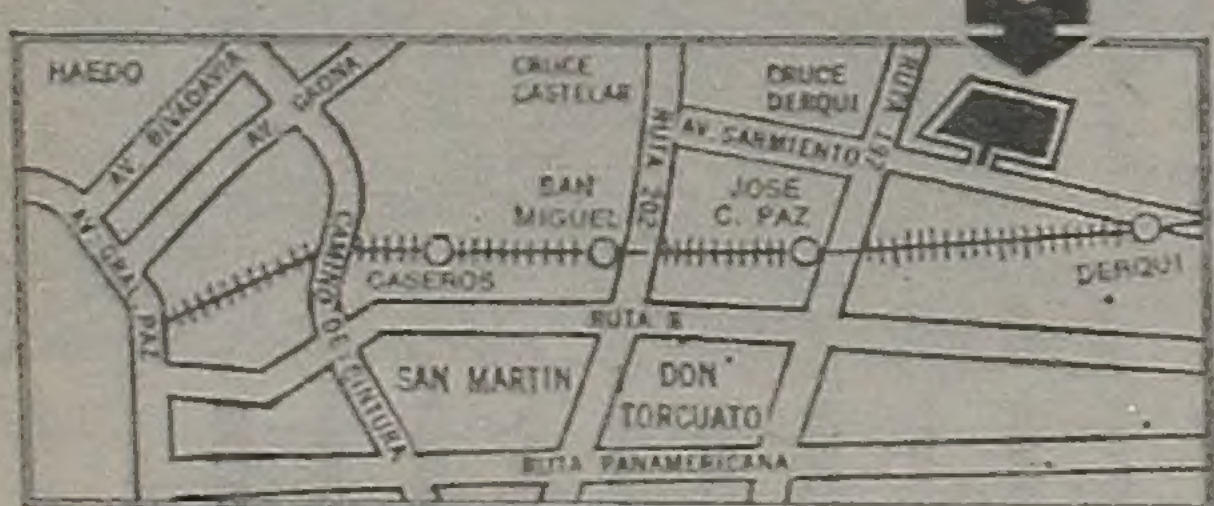 HAEDO
AV. RIVADAVIA
AV. GAONA
CRUCE
CASTELAR
CRUCE
DERQUI
RUTA 197
RUTA 202
AV. SARMIENTO
SAN
MIGUEL
JOSE
C. PAZ
AV. GRAL PAZ
CAMINO DE CINTURA
CASEROS
DERQUI
RUTA 8
SAN MARTIN
DON
TORCUATO
RUTA PANAMERICANA